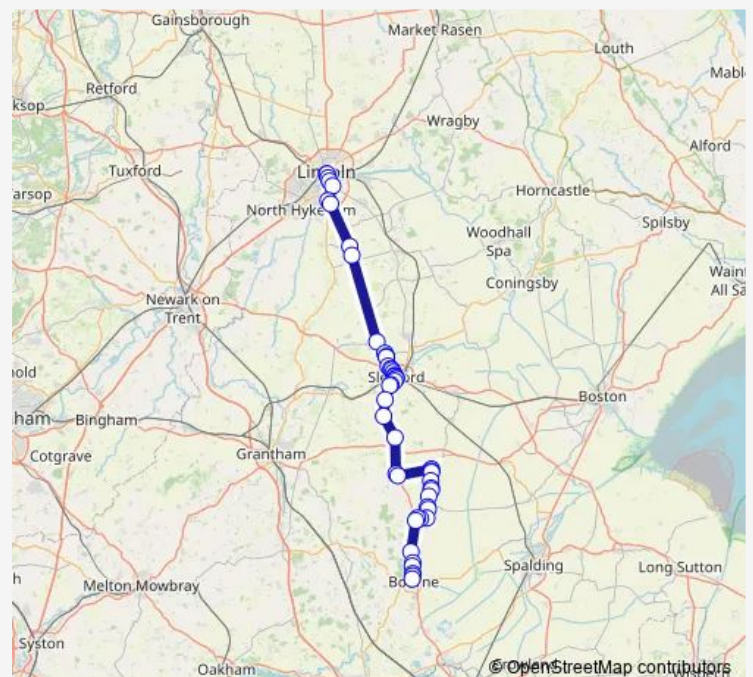 Gainsborough
Market Rasen
Louth
Retford
Mabl
ksop
Wragby
Alford
Lincoln
Tuxford
arsop
Horncastle
North Hykeham
Spilsby
Woodhall
Spa
Wainf
All Sa
Coningsby
Newark on
Trent
nold
Sleaford
Boston
ham
Bingham
Grantham
Cotgrave
h
Spalding
Long Sutton
Bourne
Melton Mowbray
Syston
Oakham
© OpenStreetMap contributors